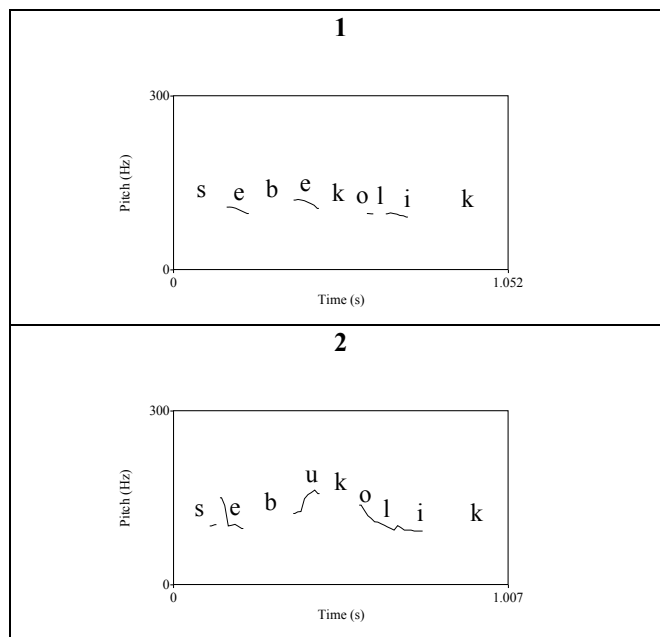 1
300
Pitch (Hz)
s e b e k o l i k
0
0 1.052
Time (s)
2
300
Pitch (Hz)
s e b u k o l i k
0
0 1.007
Time (s)